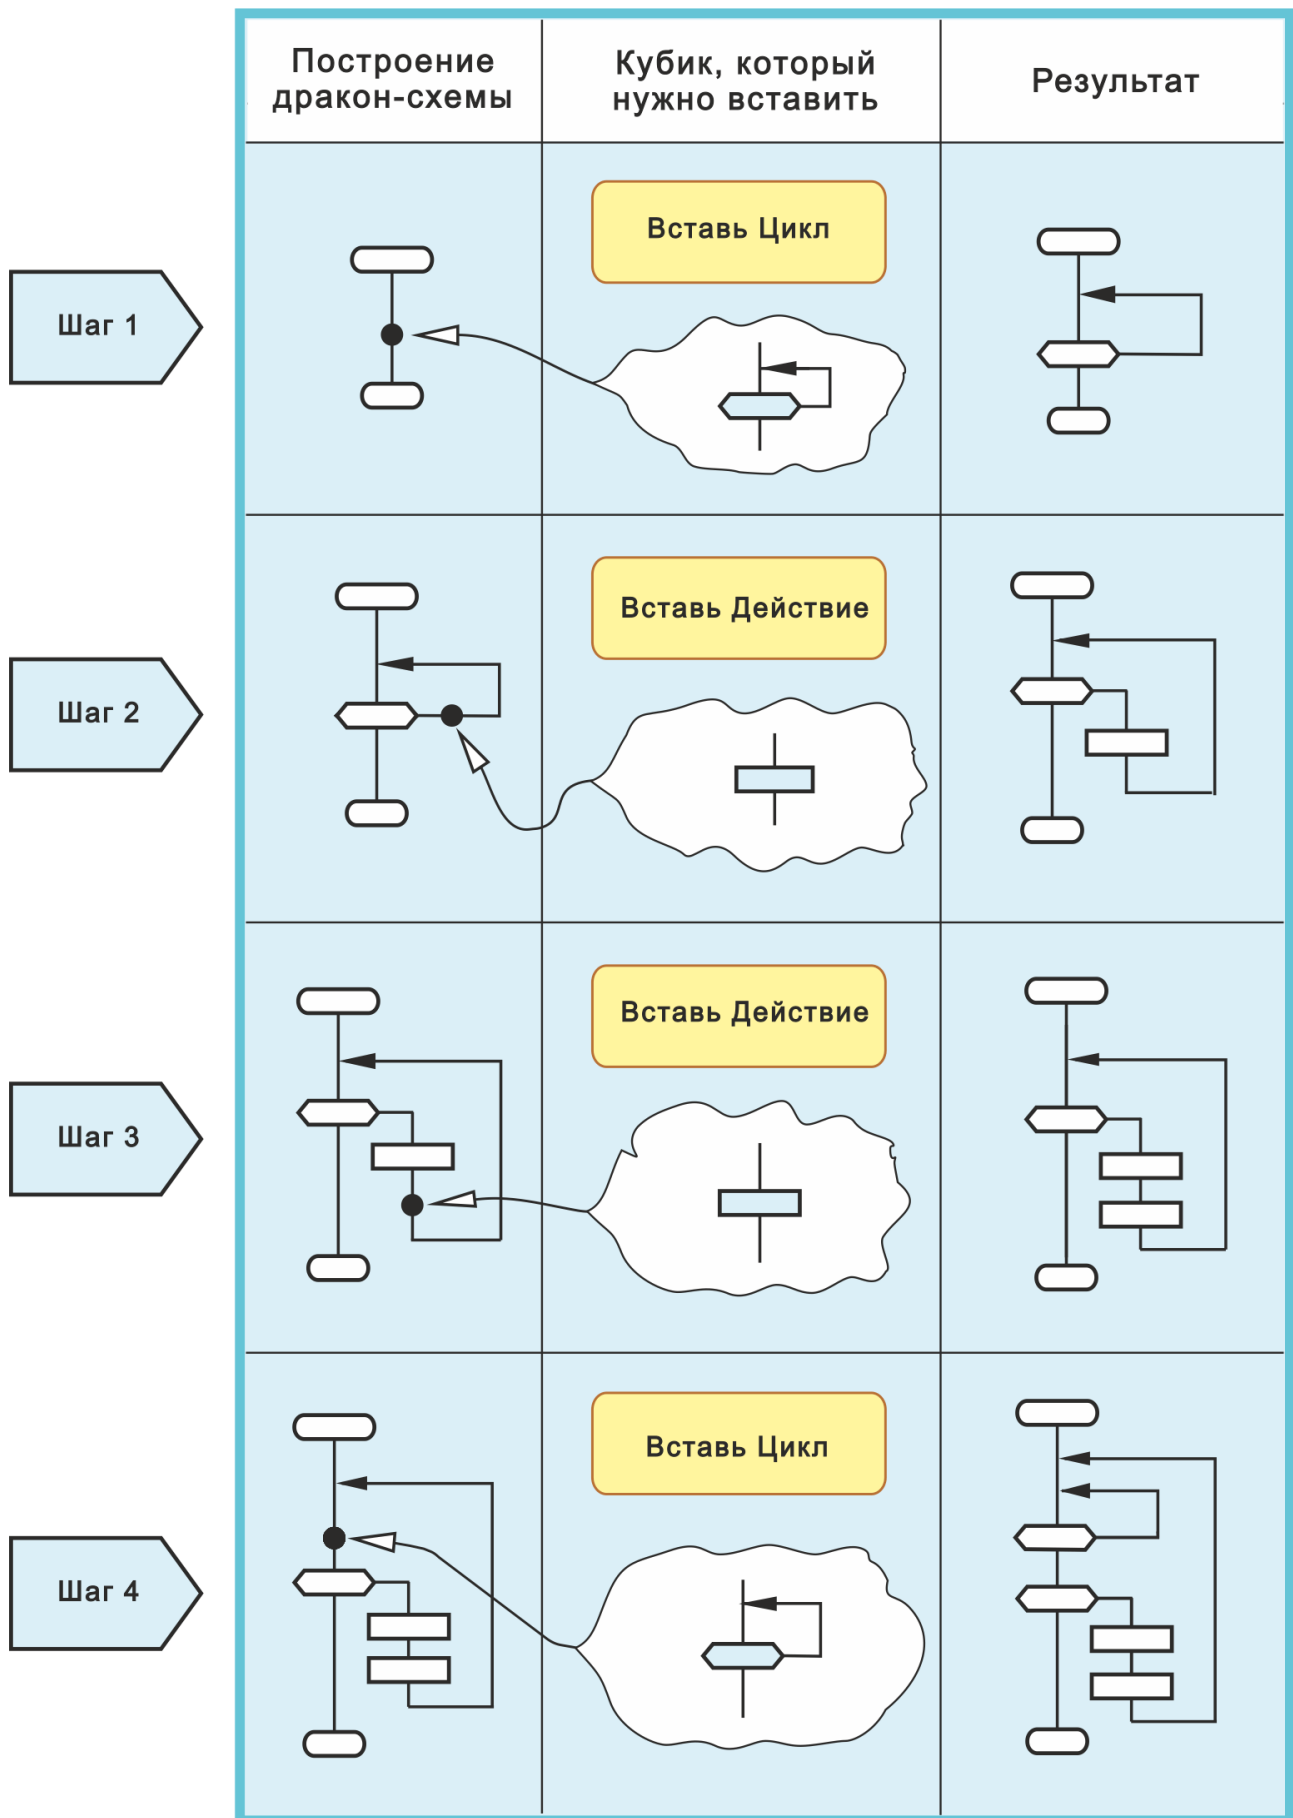 Построение
дракон-схемы
Кубик, который
нужно вставить
Результат
Шаг 1
Вставь Цикл
Шаг 2
Вставь Действие
Шаг 3
Вставь Действие
Шаг 4
Вставь Цикл